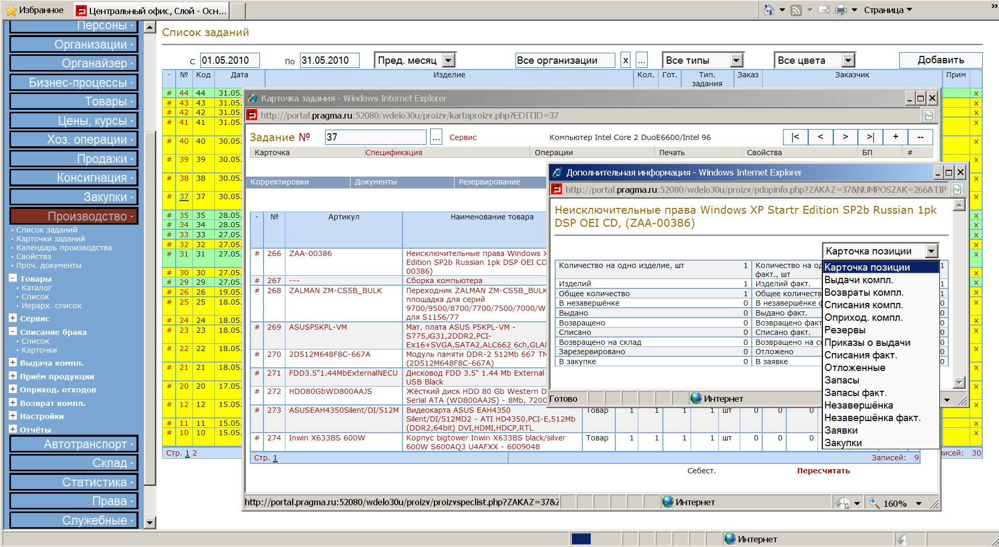 Избранное
Центральный офис, Слой - Осн...
Страница
Персоны ·
Организации ·
Органайзер ·
Бизнес-процессы ·
Товары ·
Цены, курсы ·
Хоз. операции ·
Продажи ·
Консигнация ·
Закупки ·
Производство ·
· Список заданий
· Карточки заданий
· Календарь производства
· Свойства
· Проч. документы
- Товары
· Каталог
· Список
· Иерарх. список
+ Сервис
- Списание брака
· Список
· Карточки
+ Выдача компл.
+ Приём продукции
+ Оприход. отходов
+ Возврат компл.
+ Настройки
+ Отчёты
Автотранспорт ·
Склад ·
Статистика ·
Права ·
Служебные ·
Список заданий
С 01.05.2010 По 31.05.2010 Пред. месяц Все организации x ... Все типы Все цвета Добавить
· № Код Дата Изделие Кол. Гот. Тип. задания Заказ Заказчик Прим
# 44 44 31.05. x
# 43 43 31.05. x
# 42 42 31.05. x
# 41 41 31.05. x
# 40 40 30.05. x
# 39 39 30.05. x
# 38 38 30.05. x
# 37 37 30.05. x
# 35 35 28.05. x
# 34 34 28.05. x
# 33 33 27.05. x
# 32 32 27.05. x
# 31 31 27.05. x
# 30 30 27.05. x
# 29 29 27.05. x
# 26 26 19.05. x
# 25 25 18.05. x
# 24 24 18.05. x
# 23 23 18.05. x
# 22 22 18.05. x
# 21 21 18.05. x
# 20 20 17.05. x
# 12 12 15.05. x
# 11 11 15.05. x
# 10 10 15.05. x
Стр. 1 2
исей: 30
Карточка задания - Windows Internet Explorer
http://portal.pragma.ru:52080/wdelo30u/proizv/kartaproizv.php?EDITID=37
Задание № 37 ... Сервис Компьютер Intel Core 2 DuoE6600/Intel 96 |< < > >| + --
Карточка Спецификация Операции Печать Свойства БП #
Корректировки Документы Резервирование
· № Артикул Наименование товара
# 266 ZAA-00386 Неисключительные права Windows X
Edition SP2b Russian 1pk DSP OEI CD
00386)
# 267 --- Сборка компьютера
# 268 ZALMAN ZM-CS5B_BULK Переходник ZALMAN ZM-CS5B_BULK
площадка для серий
9700/9500/8700/7700/7500/7000/W
для S1156/77
# 269 ASUSP5KPL-VM Мат. плата ASUS P5KPL-VM -
S775,iG31,2DDR2,PCI-
Ex16+SVGA,SATA2,ALC662 6ch,GLAN
# 270 2D512M648F8C-667A Модуль памяти DDR-2 512Mb 667 TM
(2D512M648F8C-667A)
# 271 FDD3.5"1.44MbExternalNECU Дисковод FDD 3.5" 1.44 Mb External
USB Black
# 272 HDD80GbWD800AAJS Жёсткий диск HDD 80 Gb Western D
Serial ATA (WD800AAJS) - 8Mb, 7200
# 273 ASUSEAH4350Silent/DI/512M Видеокарта ASUS EAH4350 Товар 1 1 1 1 шт 0 0 0
Silent/DI/512MD2 - ATI HD4350,PCI-E,512Mb
(DDR2,64bit) DVI,HDMI,HDCP,RTL
# 274 Inwin X633BS 600W Корпус bigtower Inwin X633BS black/silver Товар 1 1 1 1 шт 0 0 0
600W S600AQ3 U4AFXX - 6009048
Стр. 1 Записей: 9
Себест. Пересчитать
http://portal.pragma.ru:52080/wdelo30u/proizv/proizvspeclist.php?ZAKAZ=37&Z Интернет 160%
Дополнительная информация - Windows Internet Explorer
http://portal.pragma.ru:52080/wdelo30u/proizv/pdopinfo.php?ZAKAZ=37&NUMPOSZAK=266&TIP
Неисключительные права Windows XP Startr Edition SP2b Russian 1pk
DSP OEI CD, (ZAA-00386)
Карточка позиции
Количество на одно изделие, шт 1 Количество на од 1
факт., шт
Изделий 1 Изделий факт. 1
Общее количество 1 Общее количеств 1
В незавершёнке 0 В незавершёнке ф 0
Выдано 0 Выдано факт. 0
Возвращено 0 Возвращено факт 0
Списано 0 Списано факт. 0
Возвращено на склад 0 Возвращено на ск 0
Зарезервировано 0 Отложено 0
В закупке 0 В заявке 0
Карточка позиции
Выдачи компл.
Возвраты компл.
Списания компл.
Оприход. компл.
Резервы
Приказы о выдачи
Списания факт.
Отложенные
Запасы
Запасы факт.
Незавершёнка
Незавершёнка факт.
Заявки
Закупки
Готово Интернет
Интернет